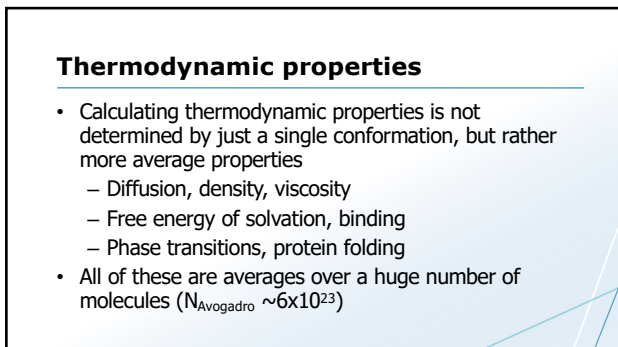 Thermodynamic properties
• Calculating thermodynamic properties is not
determined by just a single conformation, but rather
more average properties
– Diffusion, density, viscosity
– Free energy of solvation, binding
– Phase transitions, protein folding
• All of these are averages over a huge number of
molecules (N_Avogadro ~6x10²³)